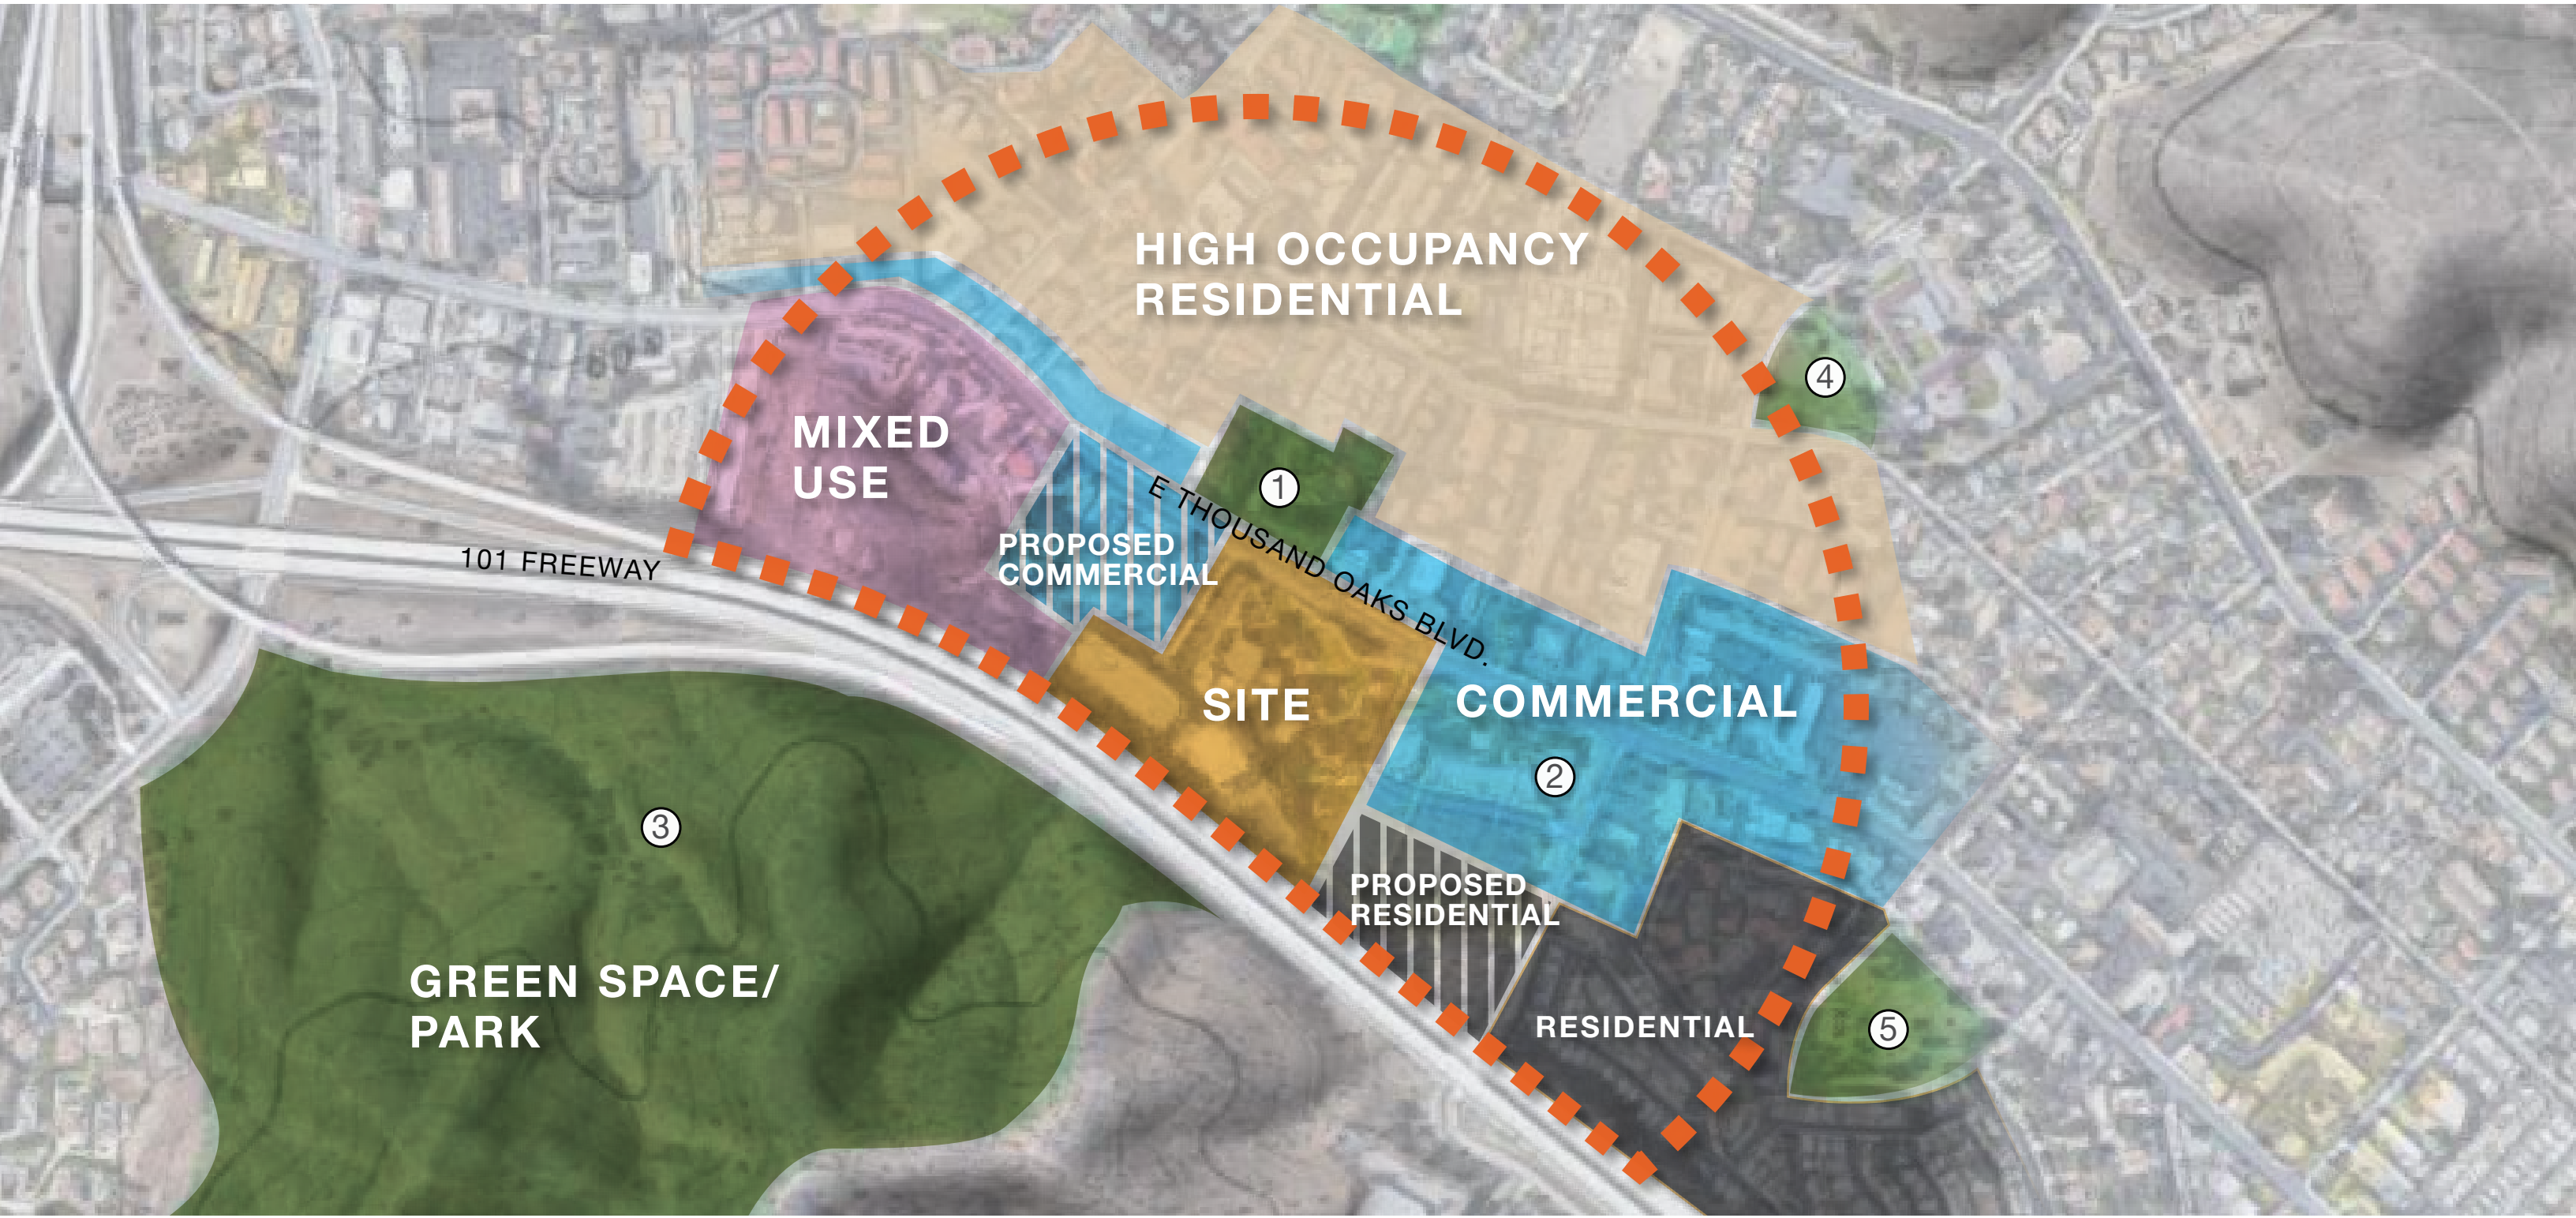 HIGH OCCUPANCY
RESIDENTIAL
4
MIXED
USE
1
E THOUSAND OAKS BLVD.
PROPOSED
COMMERCIAL
101 FREEWAY
SITE
COMMERCIAL
2
3
PROPOSED
RESIDENTIAL
GREEN SPACE/
PARK
RESIDENTIAL
5